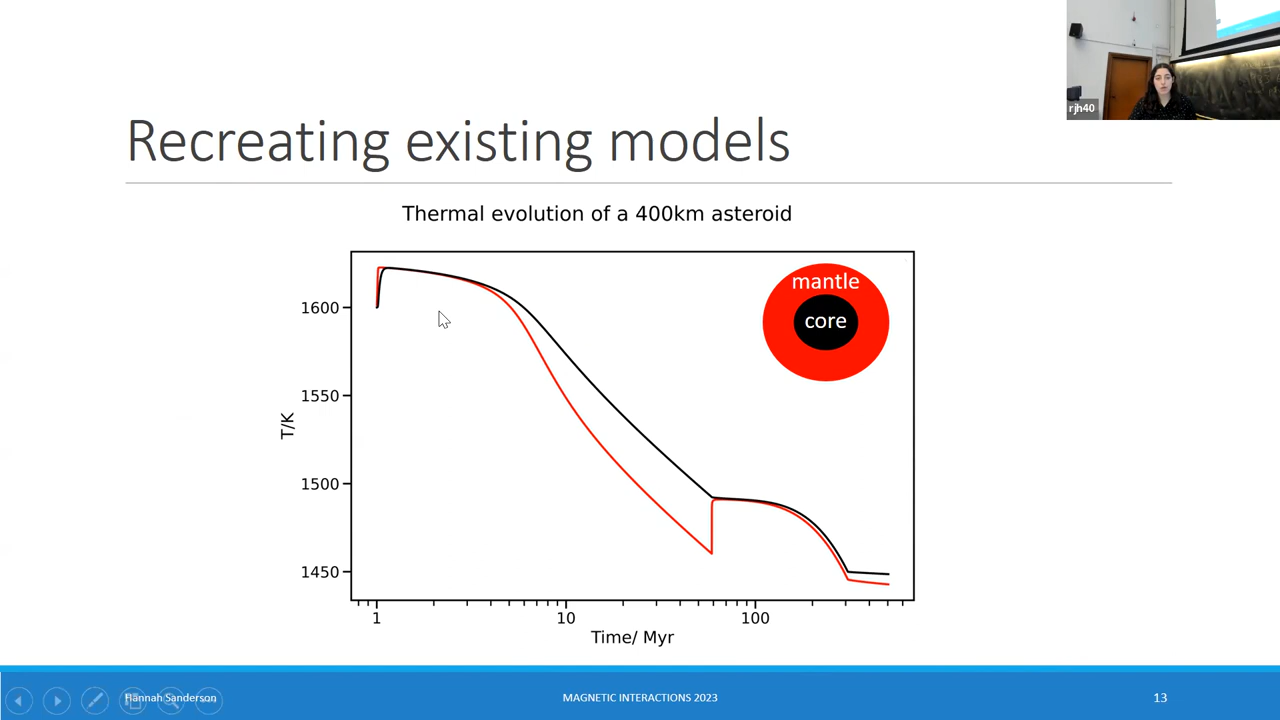 rjh40
Recreating existing models
Thermal evolution of a 400km asteroid
mantle
core
1600
1550
1500
1450
T/K
1
10
100
Time/ Myr
Hannah Sanderson
MAGNETIC INTERACTIONS 2023
13